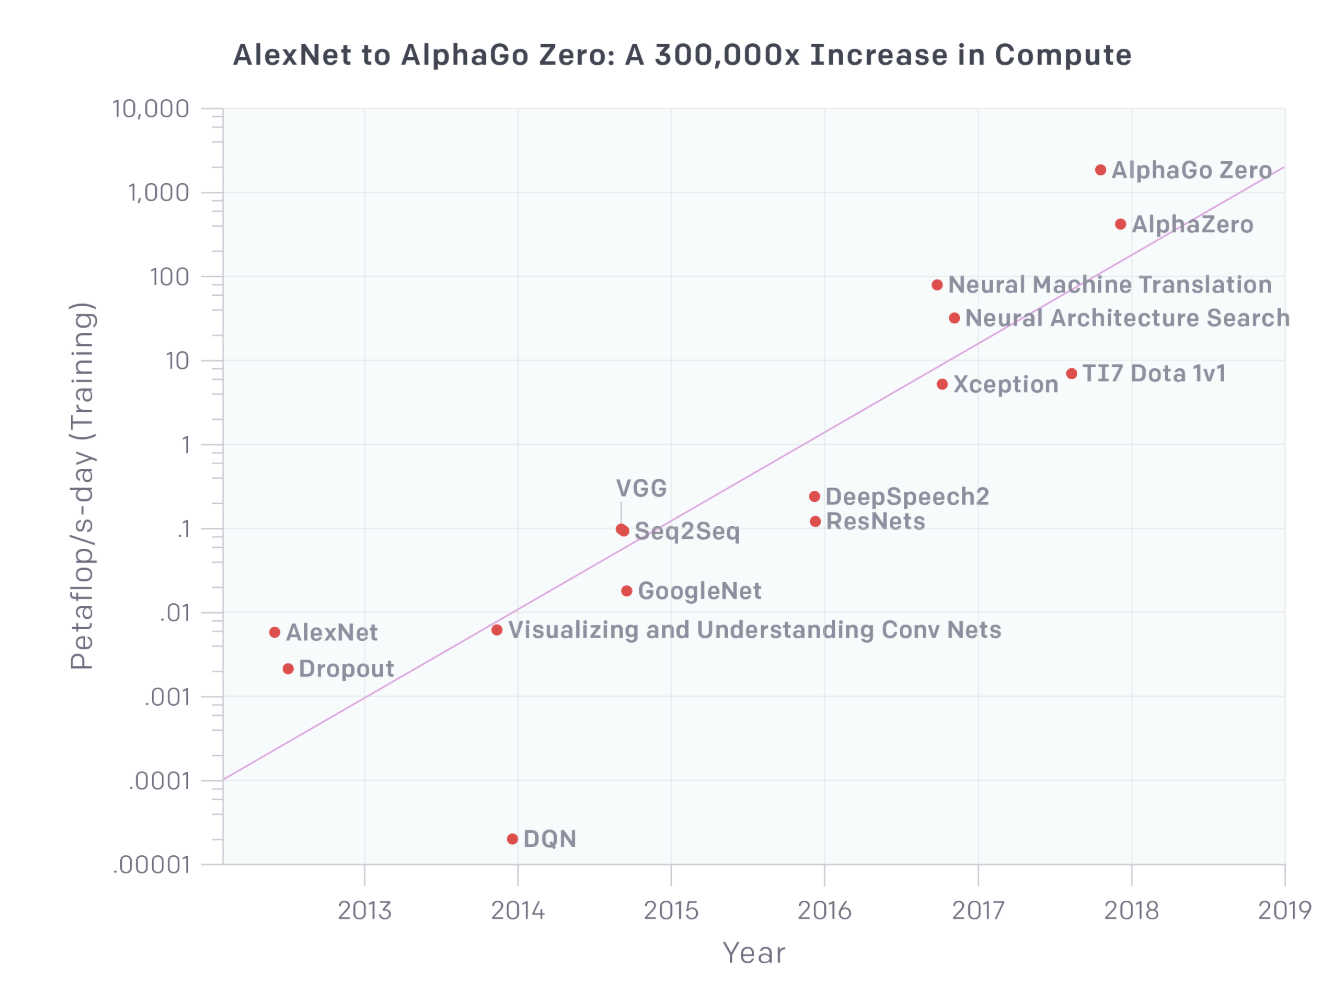 AlexNet to AlphaGo Zero: A 300,000x Increase in Compute
10,000
1,000
100
10
1
.1
.01
.001
.0001
.00001
Petaflop/s-day (Training)
AlphaGo Zero
AlphaZero
Neural Machine Translation
Neural Architecture Search
TI7 Dota 1v1
Xception
VGG
DeepSpeech2
ResNets
Seq2Seq
GoogleNet
Visualizing and Understanding Conv Nets
AlexNet
Dropout
DQN
2013
2014
2015
2016
2017
2018
2019
Year